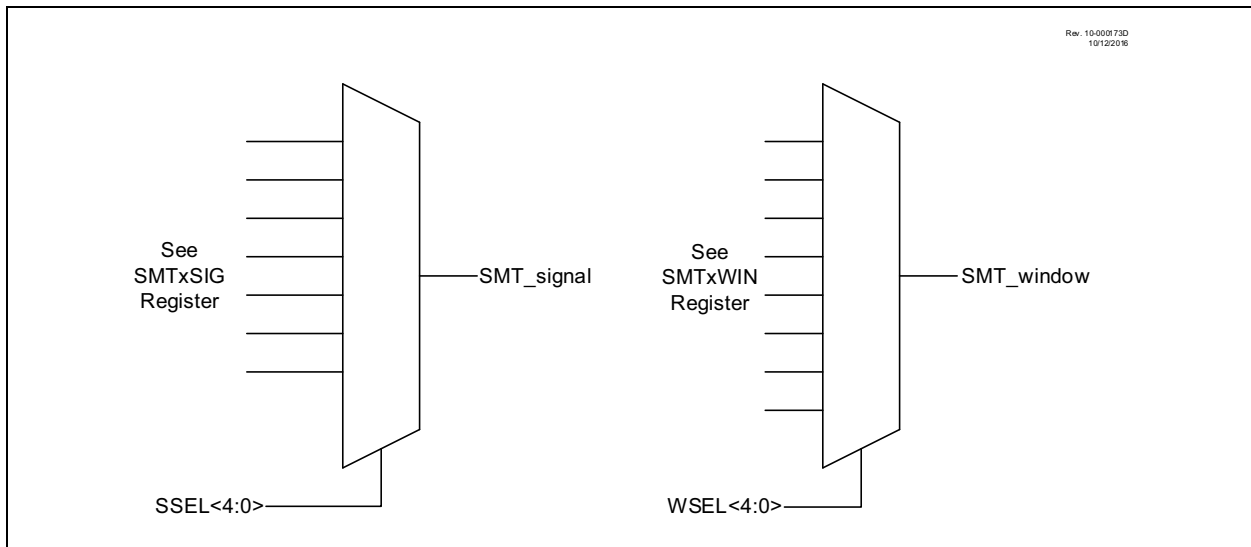 Rev. 10-000173D
10/12/2016
See
SMTxSIG
Register
SMT_signal
SSEL<4:0>
See
SMTxWIN
Register
SMT_window
WSEL<4:0>